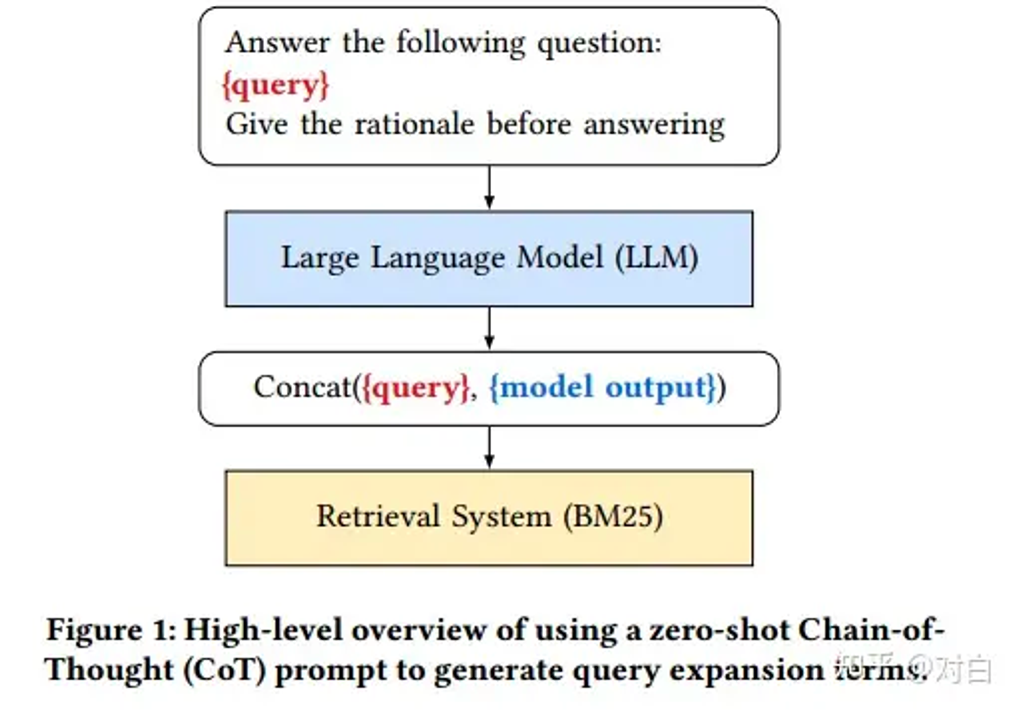 Answer the following question:
{query}
Give the rationale before answering
Large Language Model (LLM)
Concat({query}, {model output})
Retrieval System (BM25)
Figure 1: High-level overview of using a zero-shot Chain-of-
Thought (CoT) prompt to generate query expansion terms.
知乎 @对白